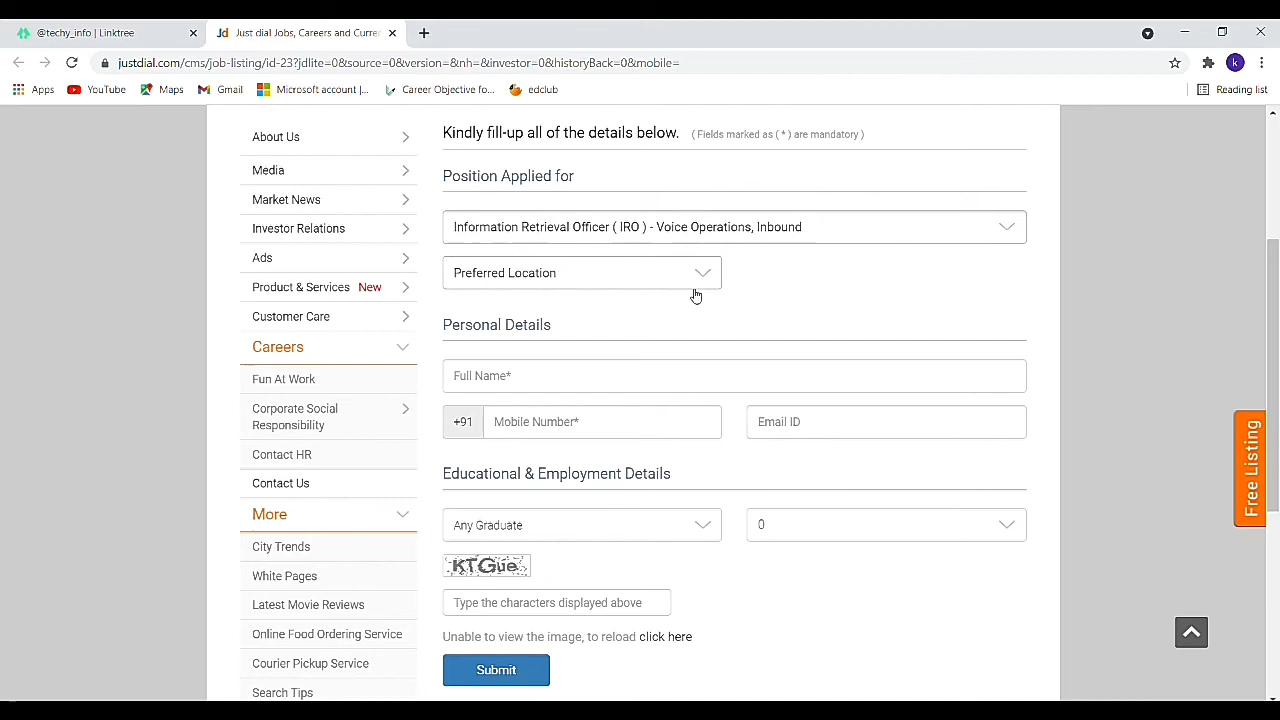 @techy_info | Linktree
Jd Just dial Jobs, Careers and Curre
justdial.com/cms/job-listing/id-23?jdlite=0&source=0&version=&nh=&investor=0&historyBack=0&mobile=
k
Apps YouTube Maps Gmail Microsoft account |... Career Objective fo... edclub Reading list
About Us
Media
Market News
Investor Relations
Ads
Product & Services New
Customer Care
Careers
Fun At Work
Corporate Social
Responsibility
Contact HR
Contact Us
More
City Trends
White Pages
Latest Movie Reviews
Online Food Ordering Service
Courier Pickup Service
Search Tips
Kindly fill-up all of the details below. ( Fields marked as ( * ) are mandatory )
Position Applied for
Information Retrieval Officer ( IRO ) - Voice Operations, Inbound
Preferred Location
Personal Details
Full Name*
+91 Mobile Number* Email ID
Educational & Employment Details
Any Graduate 0
KTGue
Type the characters displayed above
Unable to view the image, to reload click here
Submit
Free Listing